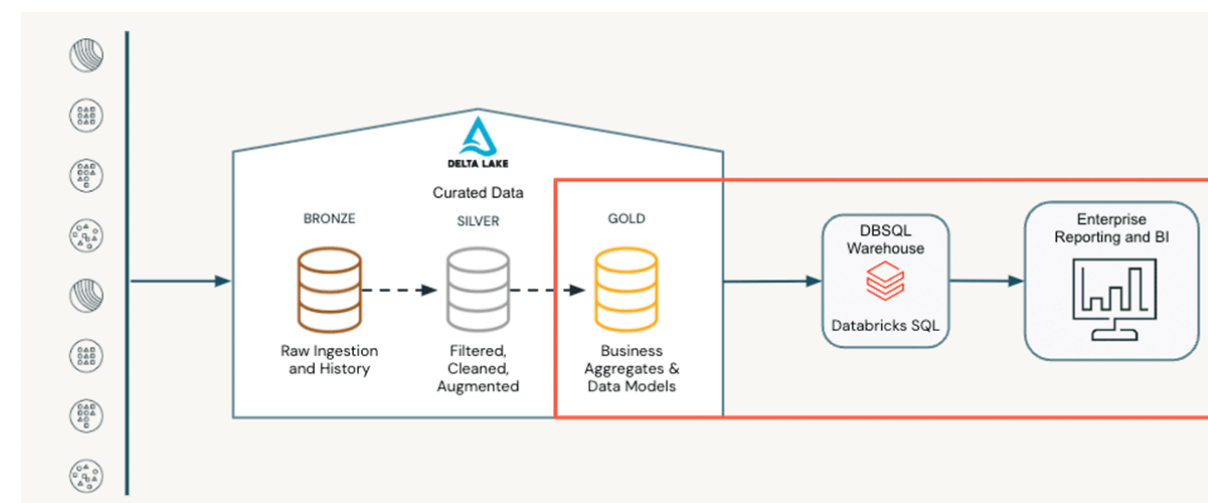 DELTA LAKE
Curated Data
BRONZE
SILVER
GOLD
Raw Ingestion
and History
Filtered,
Cleaned,
Augmented
Business
Aggregates &
Data Models
DBSQL
Warehouse
Databricks SQL
Enterprise
Reporting and BI